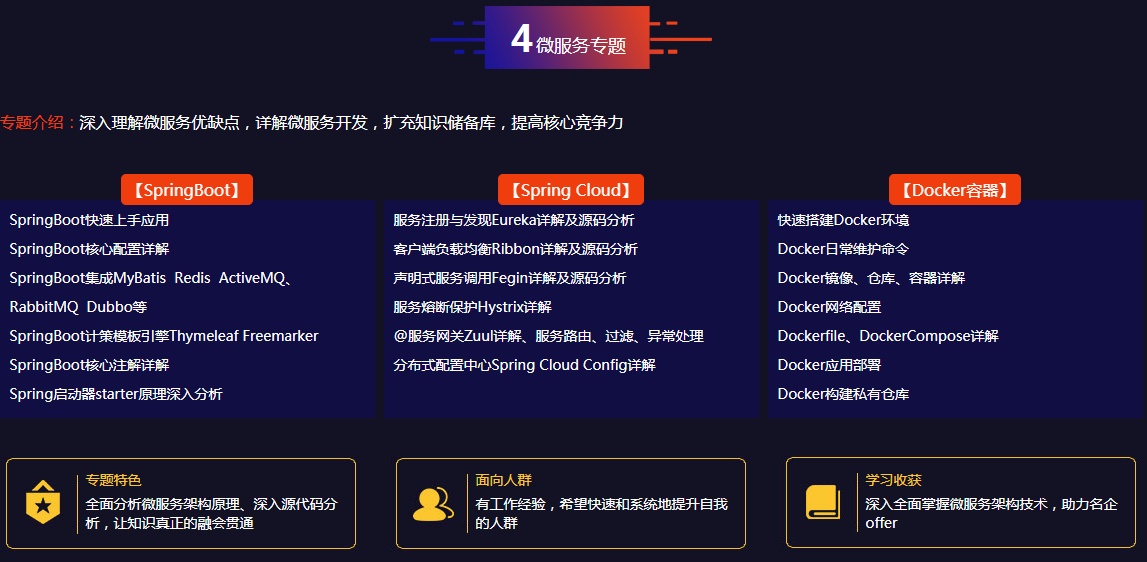 4 微服务专题
专题介绍：深入理解微服务优缺点，详解微服务开发，扩充知识储备库，提高核心竞争力
【SpringBoot】
SpringBoot快速上手应用
SpringBoot核心配置详解
SpringBoot集成MyBatis Redis ActiveMQ、
RabbitMQ Dubbo等
SpringBoot计策模板引擎Thymeleaf Freemarker
SpringBoot核心注解详解
Spring启动器starter原理深入分析
【Spring Cloud】
服务注册与发现Eureka详解及源码分析
客户端负载均衡Ribbon详解及源码分析
声明式服务调用Fegin详解及源码分析
服务熔断保护Hystrix详解
@服务网关Zuul详解、服务路由、过滤、异常处理
分布式配置中心Spring Cloud Config详解
【Docker容器】
快速搭建Docker环境
Docker日常维护命令
Docker镜像、仓库、容器详解
Docker网络配置
Dockerfile、DockerCompose详解
Docker应用部署
Docker构建私有仓库
专题特色
全面分析微服务架构原理、深入源代码分
析，让知识真正的融会贯通
面向人群
有工作经验，希望快速和系统地提升自我
的人群
学习收获
深入全面掌握微服务架构技术，助力名企
offer